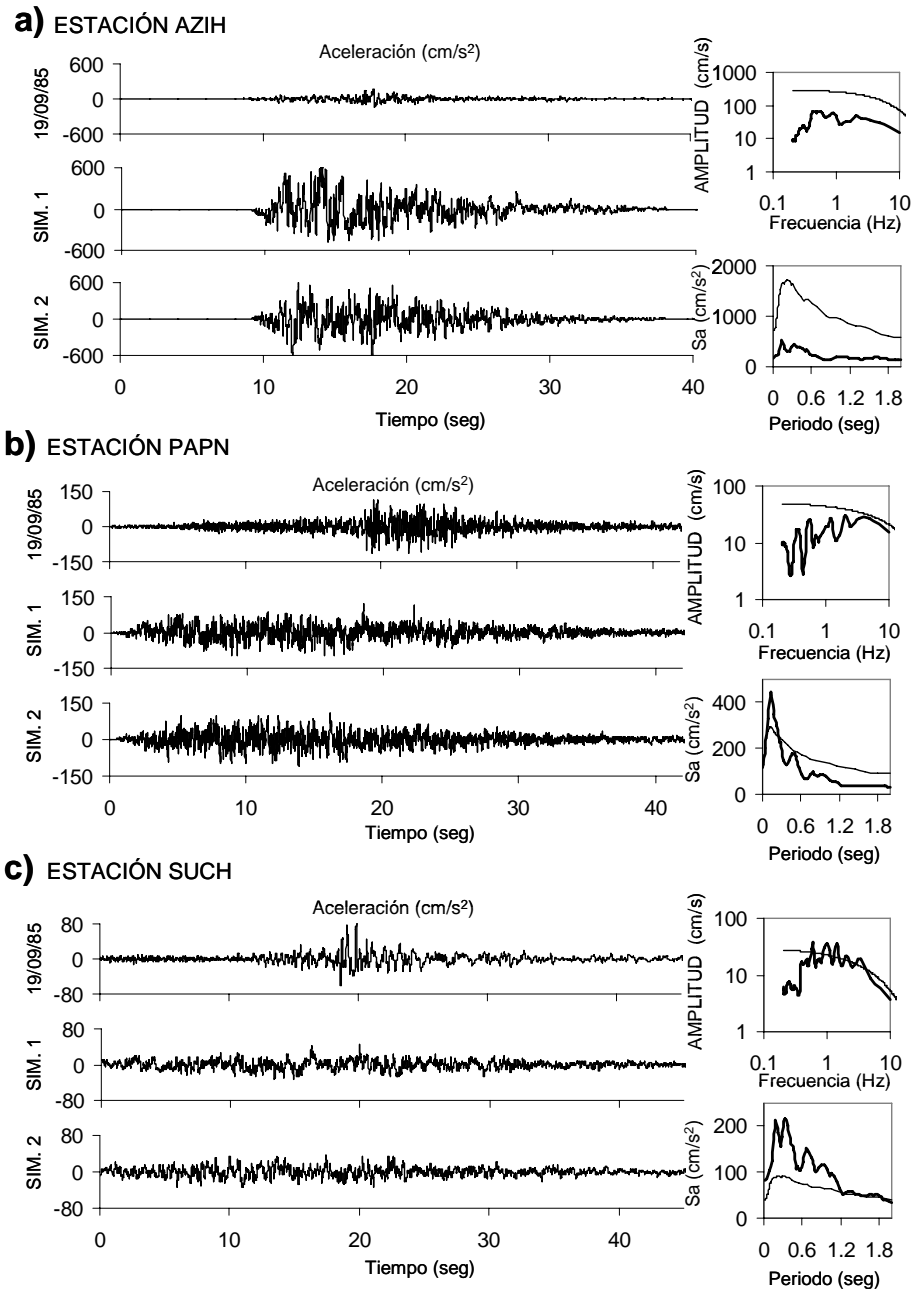 a) ESTACIÓN AZIH
Aceleración (cm/s²)
19/09/85
600
0
-600
SIM. 1
600
0
-600
SIM. 2
600
0
-600
0 10 20 30 40
Tiempo (seg)
AMPLITUD (cm/s)
1000
100
10
1
0.1 1 10
Frecuencia (Hz)
Sa (cm/s²)
2000
1000
0
0 0.6 1.2 1.8
Periodo (seg)
b) ESTACIÓN PAPN
Aceleración (cm/s²)
19/09/85
150
0
-150
SIM. 1
150
0
-150
SIM. 2
150
0
-150
0 10 20 30 40
Tiempo (seg)
AMPLITUD (cm/s)
100
10
1
0.1 1 10
Frecuencia (Hz)
Sa (cm/s²)
400
200
0
0 0.6 1.2 1.8
Periodo (seg)
c) ESTACIÓN SUCH
Aceleración (cm/s²)
19/09/85
80
0
-80
SIM. 1
80
0
-80
SIM. 2
80
0
-80
0 10 20 30 40
Tiempo (seg)
AMPLITUD (cm/s)
100
10
1
0.1 1 10
Frecuencia (Hz)
Sa (cm/s²)
200
100
0
0 0.6 1.2 1.8
Periodo (seg)